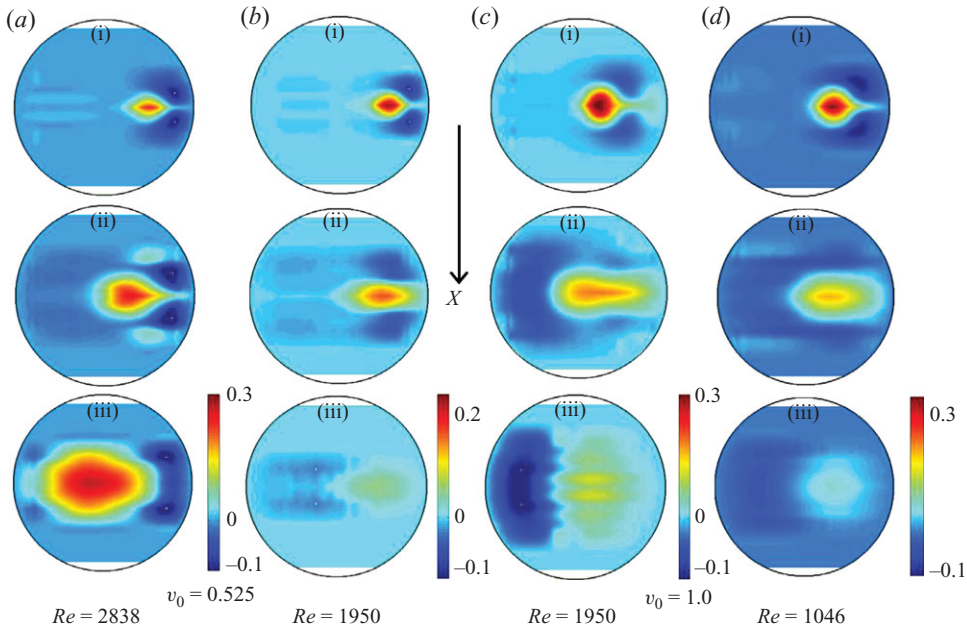 (a) (b) (c) (d)
(i) (i) (i) (i)
(ii) (ii) (ii) (ii)
X
(iii) (iii) (iii) (iii)
0.3 0.2 0.3 0.3
0 0 0 0
–0.1 –0.1 –0.1 –0.1
v₀ = 0.525 v₀ = 1.0
Re = 2838 Re = 1950 Re = 1950 Re = 1046